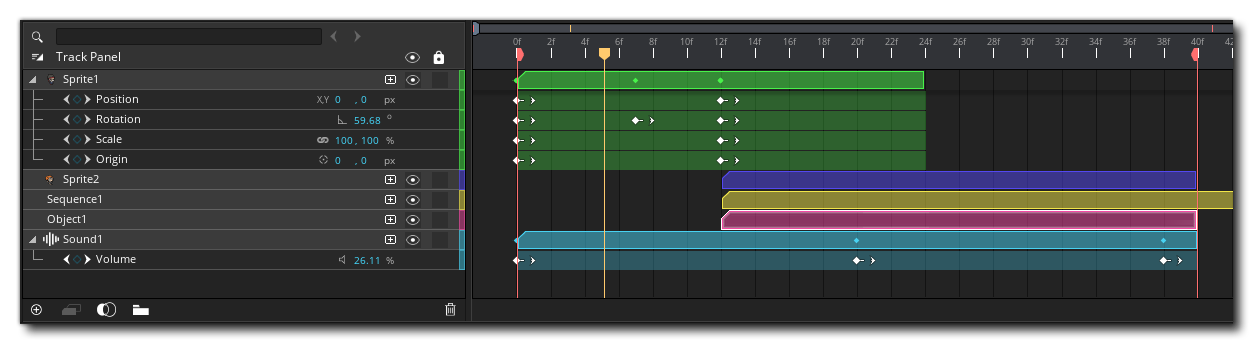 0f 2f 4f 6f 8f 10f 12f 14f 16f 18f 20f 22f 24f 26f 28f 30f 32f 34f 36f 38f 40f 42
Track Panel
Sprite1
Position X,Y 0 , 0 px
Rotation 59.68 °
Scale 100 , 100 %
Origin 0 , 0 px
Sprite2
Sequence1
Object1
Sound1
Volume 26.11 %